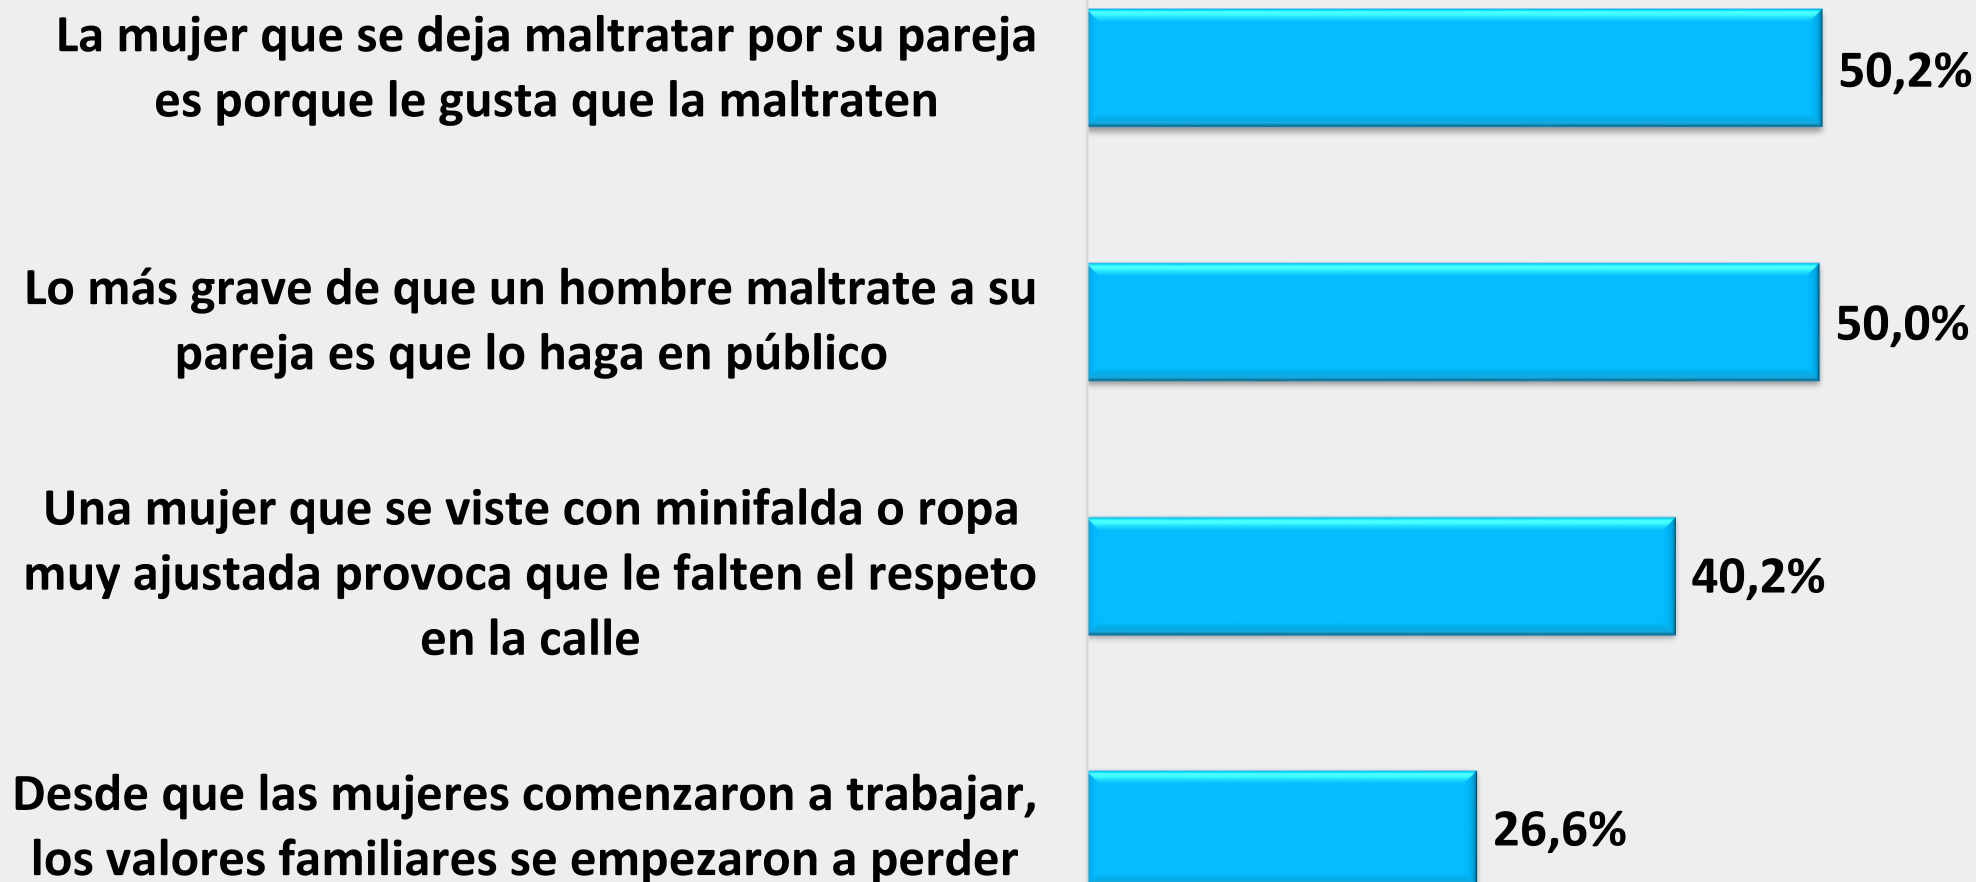 La mujer que se deja maltratar por su pareja
es porque le gusta que la maltraten
50,2%
Lo más grave de que un hombre maltrate a su
pareja es que lo haga en público
50,0%
Una mujer que se viste con minifalda o ropa
muy ajustada provoca que le falten el respeto
en la calle
40,2%
Desde que las mujeres comenzaron a trabajar,
los valores familiares se empezaron a perder
26,6%